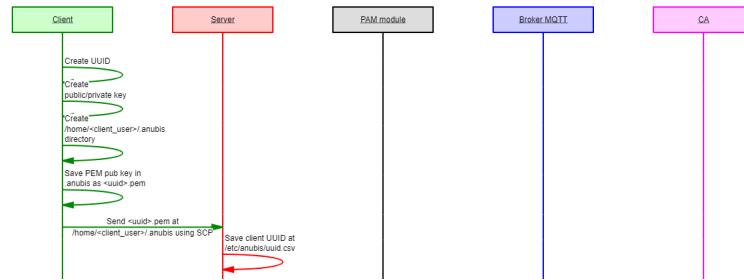 Client
Server
PAM module
Broker MQTT
CA
Create UUID
Create
public/private key
Create
/home/<client_user>/.anubis
directory
Save PEM pub key in
.anubis as <uuid>.pem
Send <uuid>.pem at
/home/<client_user>/.anubis using SCP
Save client UUID at
/etc/anubis/uuid.csv